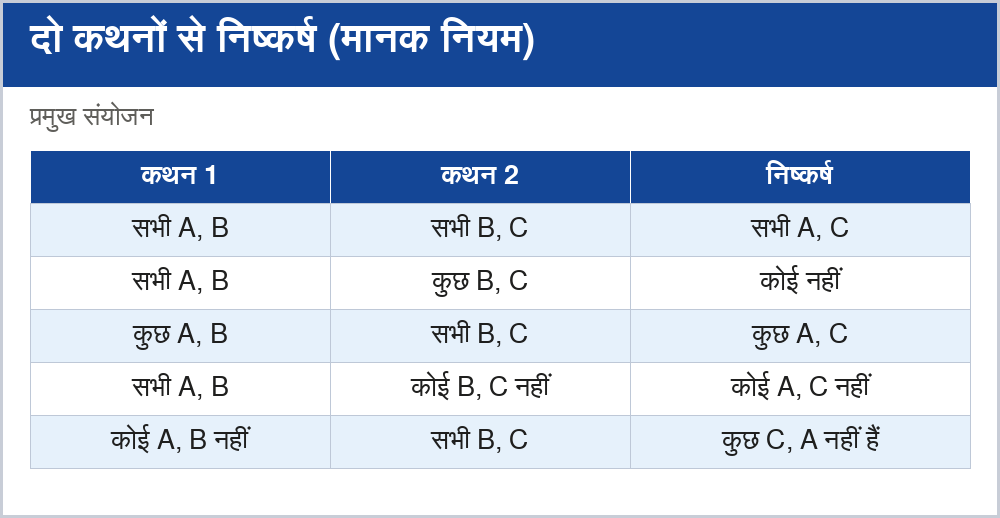 दो कथनों से निष्कर्ष (मानक नियम)
प्रमुख संयोजन
कथन 1 कथन 2 निष्कर्ष
सभी A, B सभी B, C सभी A, C
सभी A, B कुछ B, C कोई नहीं
कुछ A, B सभी B, C कुछ A, C
सभी A, B कोई B, C नहीं कोई A, C नहीं
कोई A, B नहीं सभी B, C कुछ C, A नहीं हैं